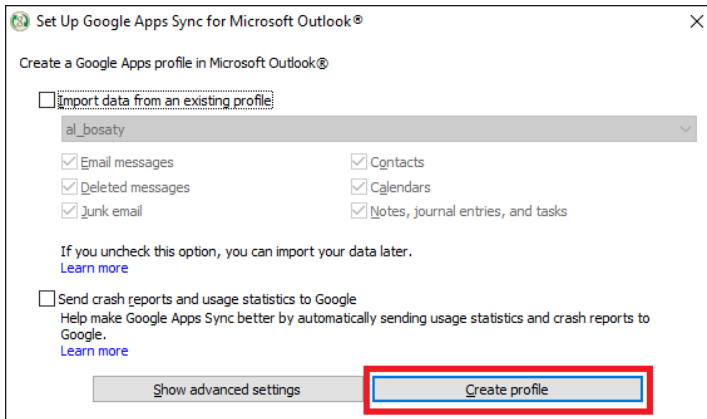 Set Up Google Apps Sync for Microsoft Outlook®
Create a Google Apps profile in Microsoft Outlook®
Import data from an existing profile
al_bosaty
Email messages
Contacts
Deleted messages
Calendars
Junk email
Notes, journal entries, and tasks
If you uncheck this option, you can import your data later.
Learn more
Send crash reports and usage statistics to Google
Help make Google Apps Sync better by automatically sending usage statistics and crash reports to
Google.
Learn more
Show advanced settings
Create profile